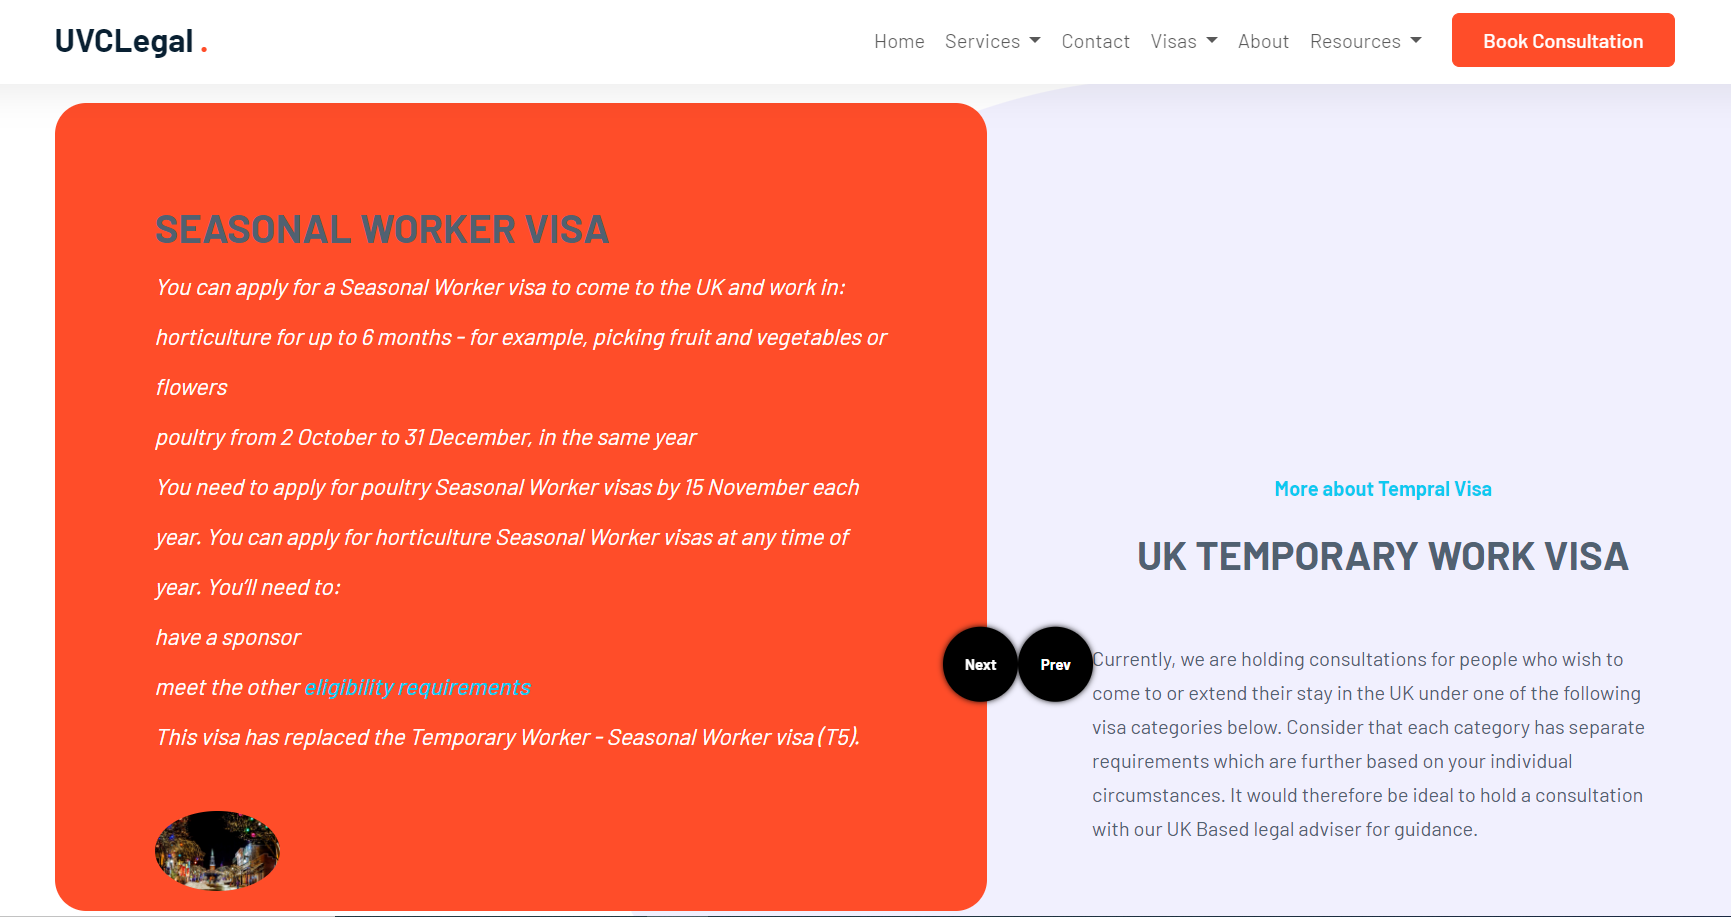 UVCLegal .
Home Services Contact Visas About Resources Book Consultation
SEASONAL WORKER VISA
You can apply for a Seasonal Worker visa to come to the UK and work in:
horticulture for up to 6 months - for example, picking fruit and vegetables or
flowers
poultry from 2 October to 31 December, in the same year
You need to apply for poultry Seasonal Worker visas by 15 November each
year. You can apply for horticulture Seasonal Worker visas at any time of
year. You’ll need to:
have a sponsor
meet the other eligibility requirements
This visa has replaced the Temporary Worker - Seasonal Worker visa (T5).
Next
Prev
More about Tempral Visa
UK TEMPORARY WORK VISA
Currently, we are holding consultations for people who wish to
come to or extend their stay in the UK under one of the following
visa categories below. Consider that each category has separate
requirements which are further based on your individual
circumstances. It would therefore be ideal to hold a consultation
with our UK Based legal adviser for guidance.